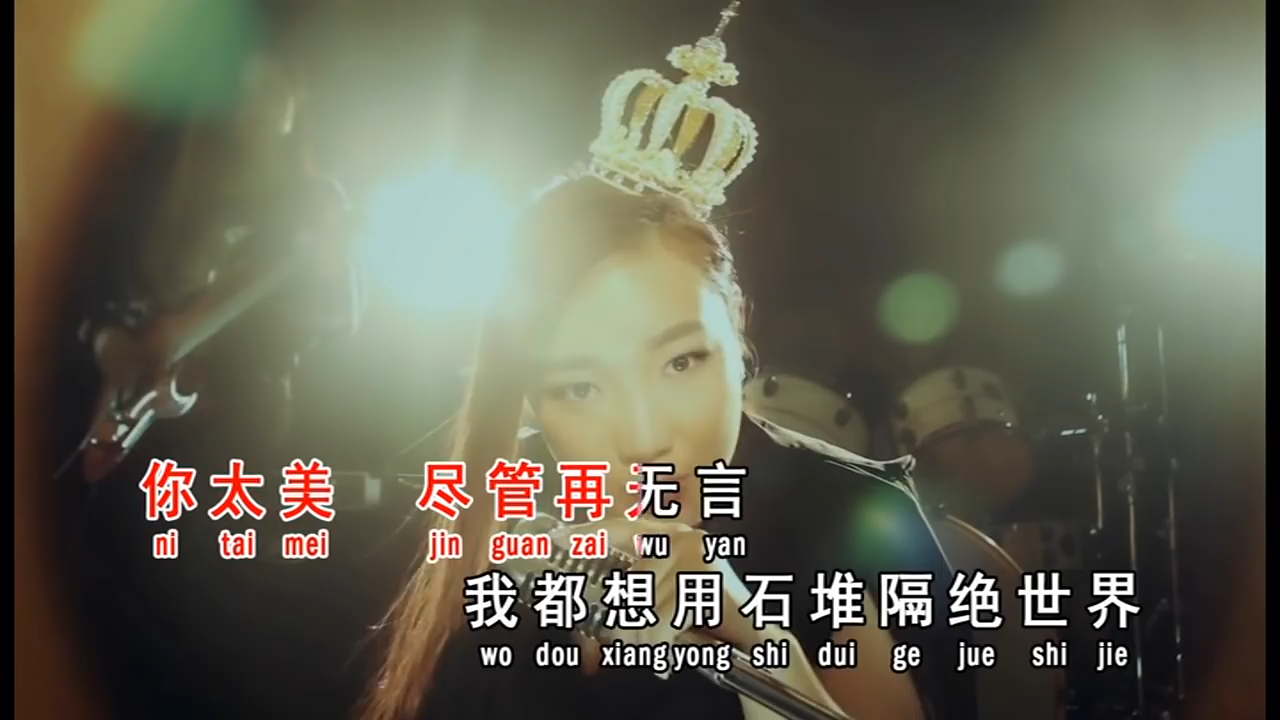 你太美 尽管再无言
ni tai mei jin guan zai wu yan
我都想用石堆隔绝世界
wo dou xiang yong shi dui ge jue shi jie